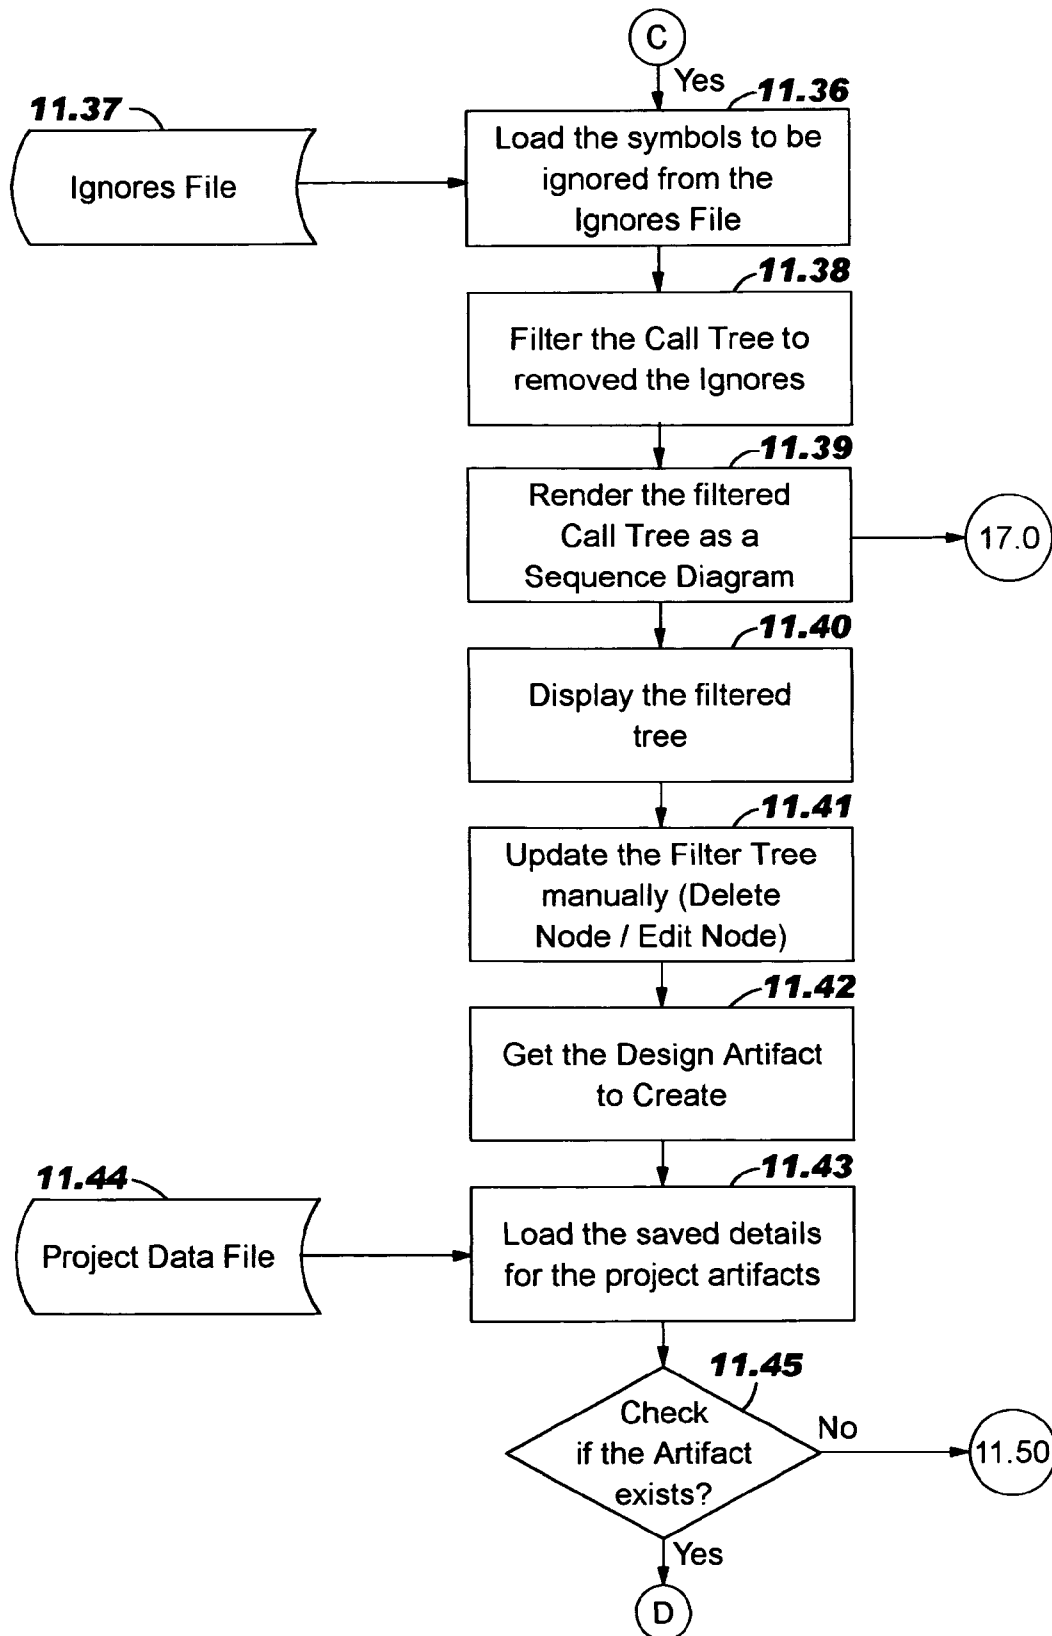 C
Yes
11.36
11.37
Load the symbols to be
ignored from the
Ignores File
Ignores File
11.38
Filter the Call Tree to
removed the Ignores
11.39
Render the filtered
Call Tree as a
Sequence Diagram
17.0
11.40
Display the filtered
tree
11.41
Update the Filter Tree
manually (Delete
Node / Edit Node)
11.42
Get the Design Artifact
to Create
11.43
11.44
Load the saved details
for the project artifacts
Project Data File
11.45
Check
if the Artifact
exists?
No
11.50
Yes
D